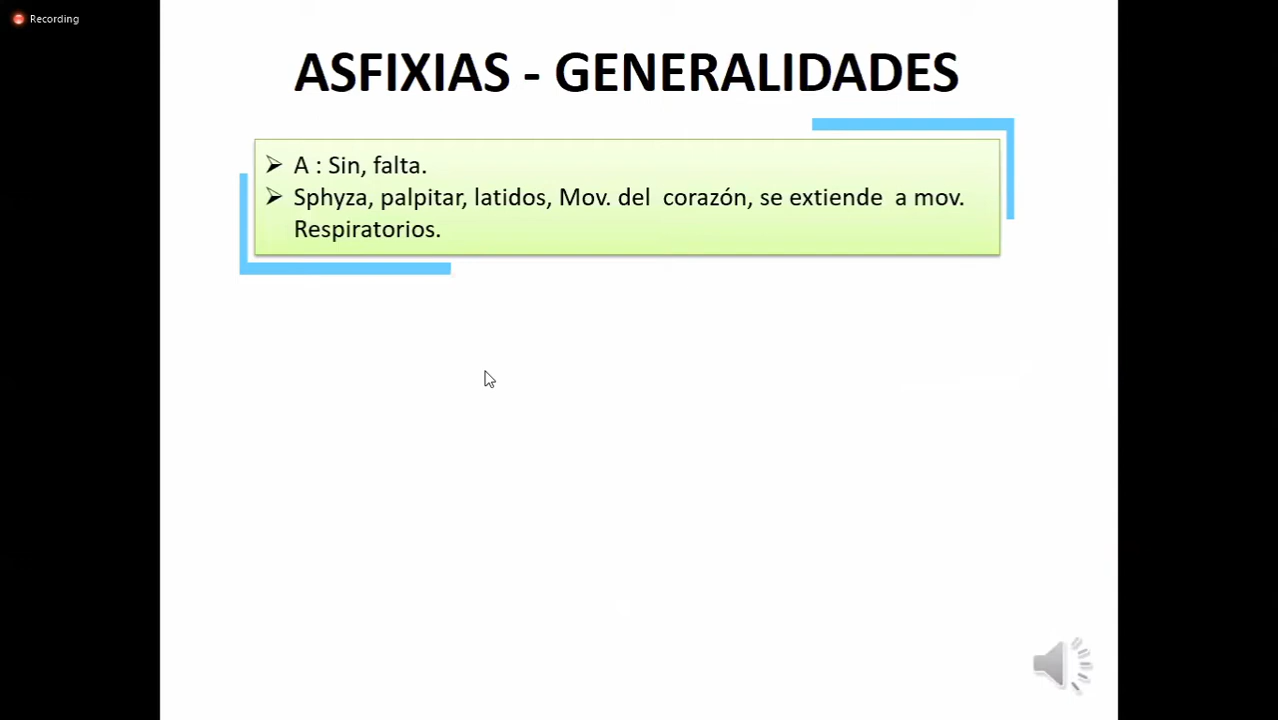 Recording
ASFIXIAS - GENERALIDADES
A : Sin, falta.
Sphyza, palpitar, latidos, Mov. del corazón, se extiende a mov.
Respiratorios.